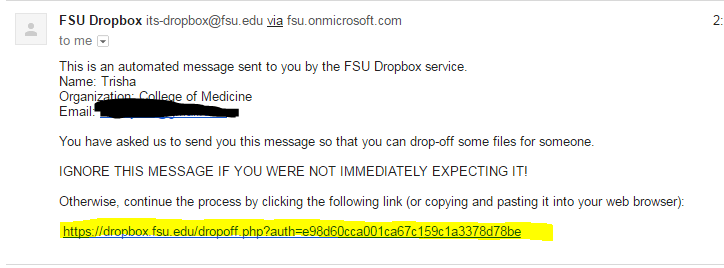 FSU Dropbox its-dropbox@fsu.edu via fsu.onmicrosoft.com 2:
to me
This is an automated message sent to you by the FSU Dropbox service.
Name: Trisha
Organization: College of Medicine
Email:
You have asked us to send you this message so that you can drop-off some files for someone.
IGNORE THIS MESSAGE IF YOU WERE NOT IMMEDIATELY EXPECTING IT!
Otherwise, continue the process by clicking the following link (or copying and pasting it into your web browser):
https://dropbox.fsu.edu/dropoff.php?auth=e98d60cca001ca67c159c1a3378d78be